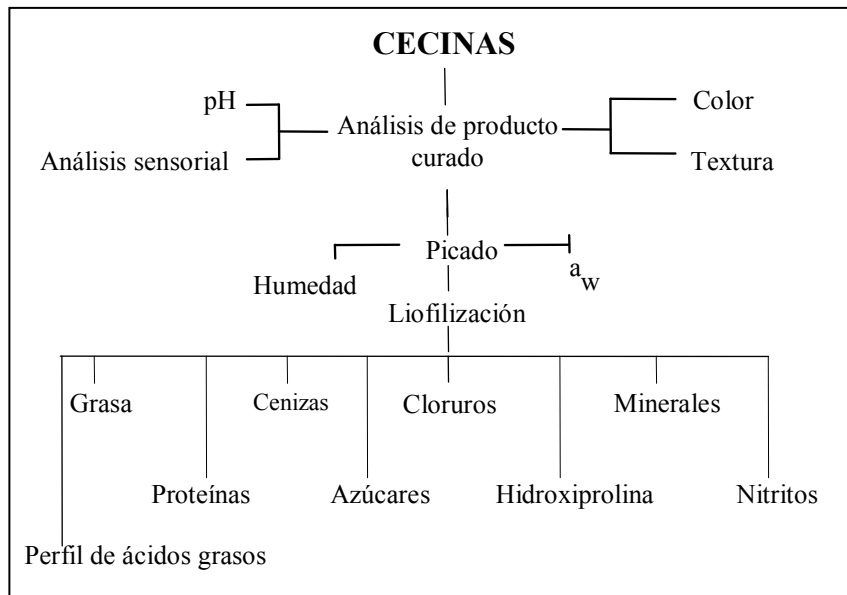 CECINAS
pH
Color
Análisis de producto
curado
Análisis sensorial
Textura
Picado
Humedad
a w
Liofilización
Grasa
Cenizas
Cloruros
Minerales
Proteínas
Azúcares
Hidroxiprolina
Nitritos
Perfil de ácidos grasos